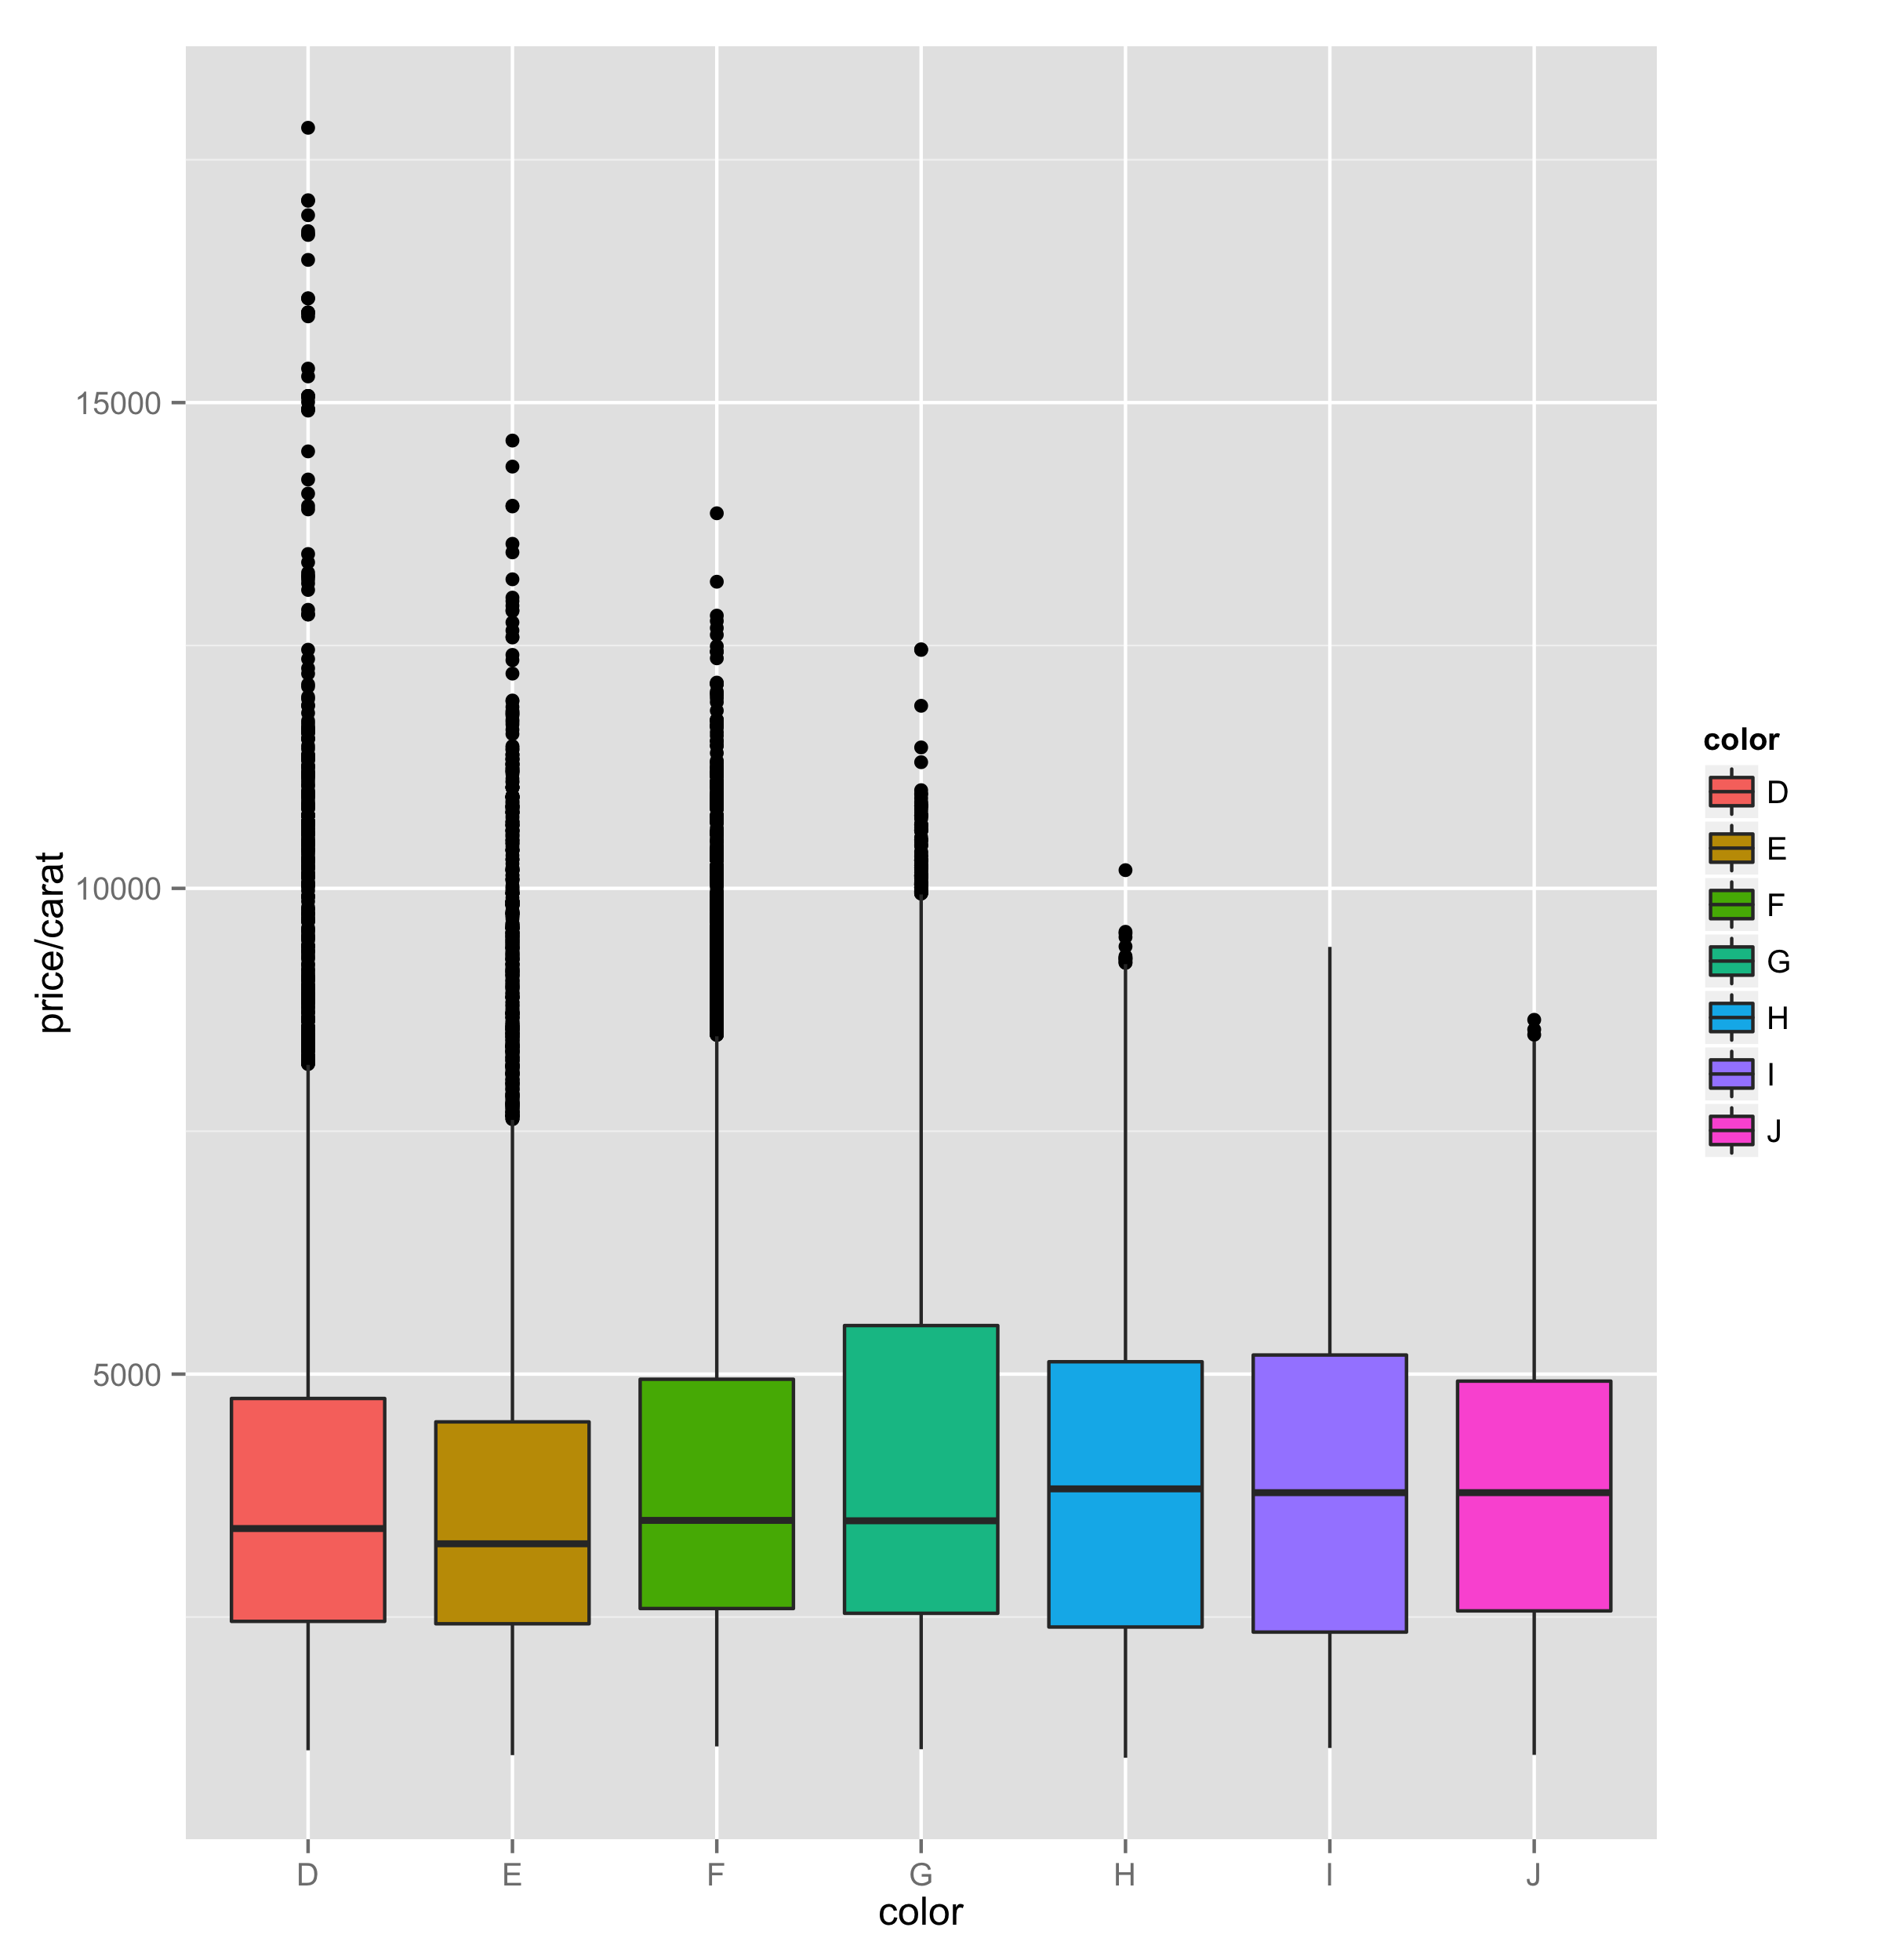 price/carat
15000
10000
5000
D E F G H I J
color
color
D
E
F
G
H
I
J